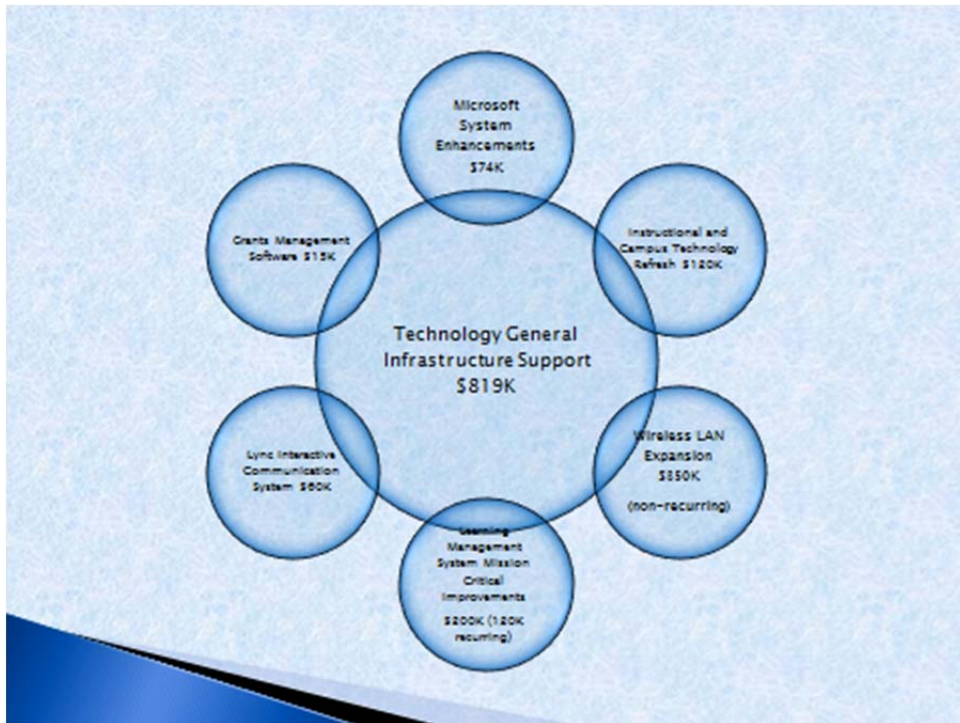 Microsoft
System
Enhancements
$74K
Instructional and
Campus Technology
Refresh $120K
Wireless LAN
Expansion
$350K
(non-recurring)
Learning
Management
System Mission
Critical
Improvements
$200K (120K
recurring)
Lync Interactive
Communication
System $60K
Grants Management
Software $15K
Technology General
Infrastructure Support
$819K